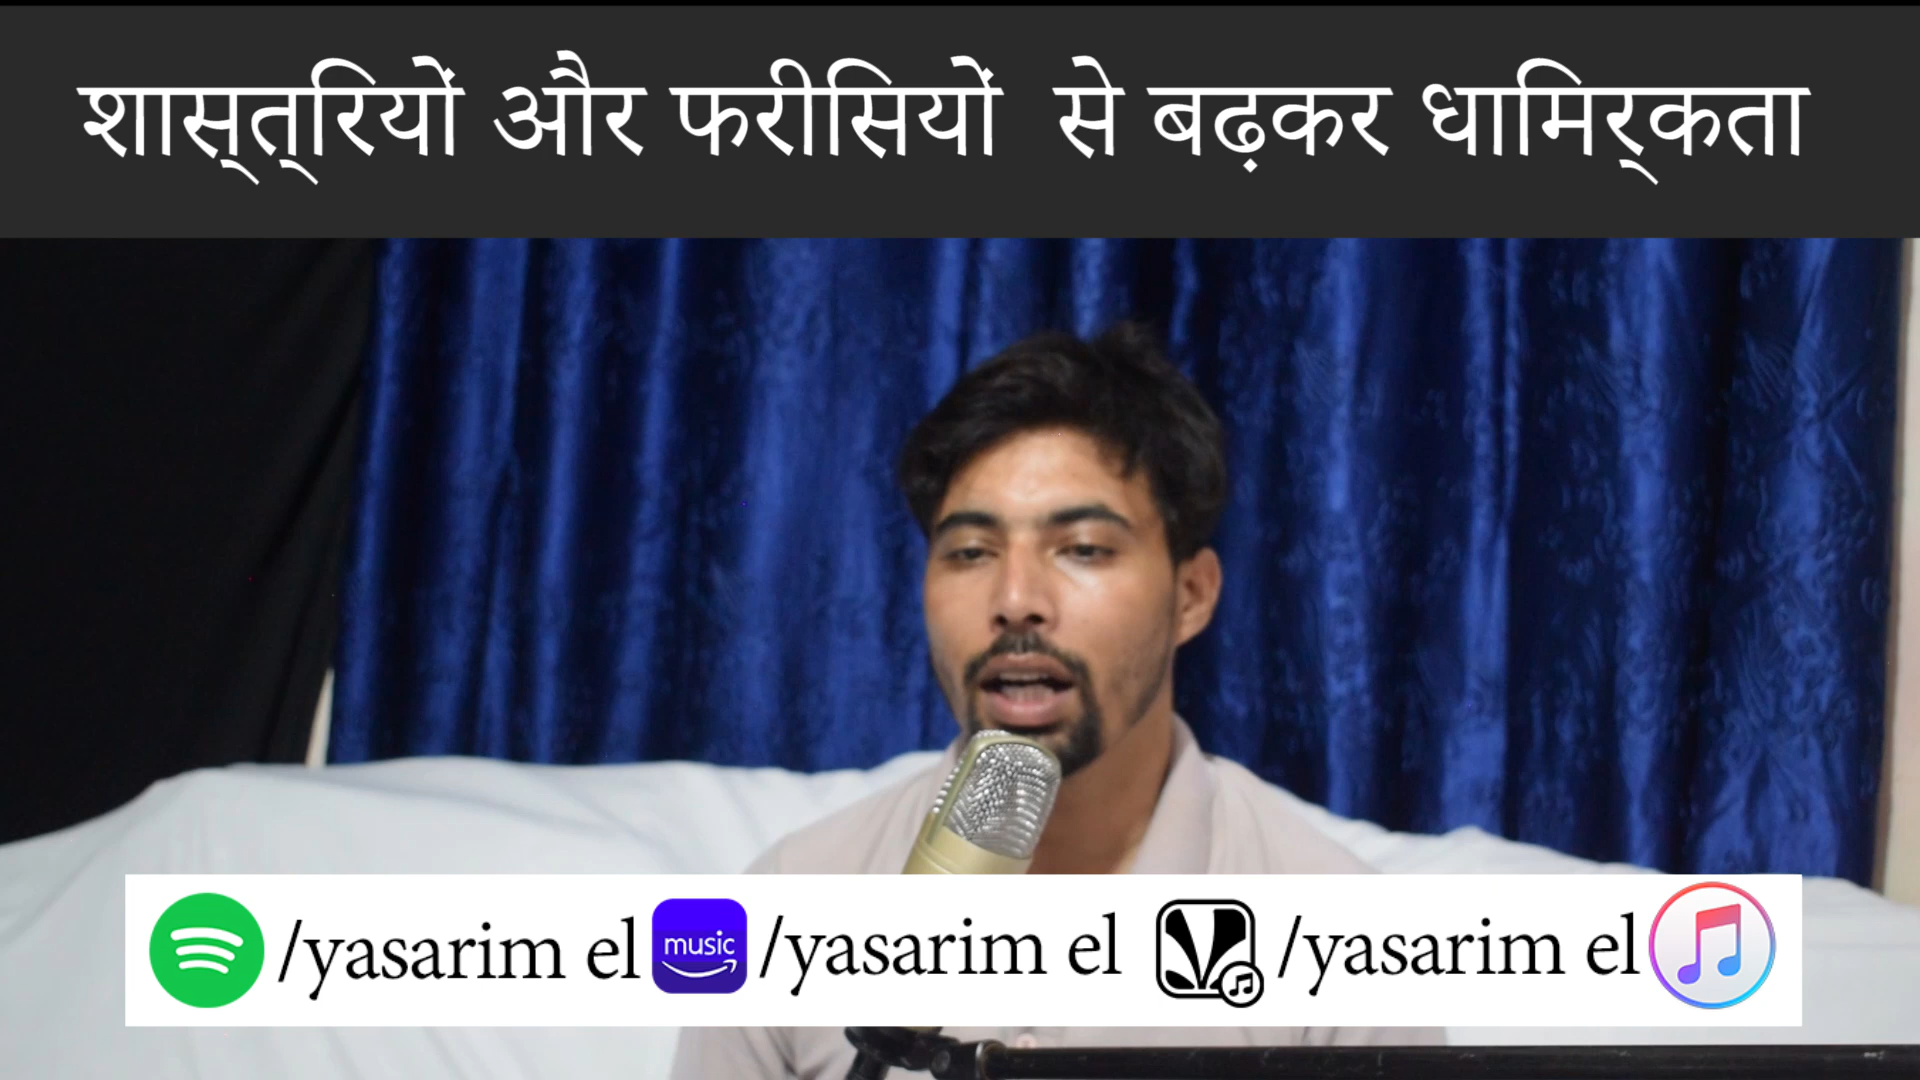 शास्त्रियों और फरीसियों से बढ़कर धामिर्कता
/yasarim el music /yasarim el /yasarim el